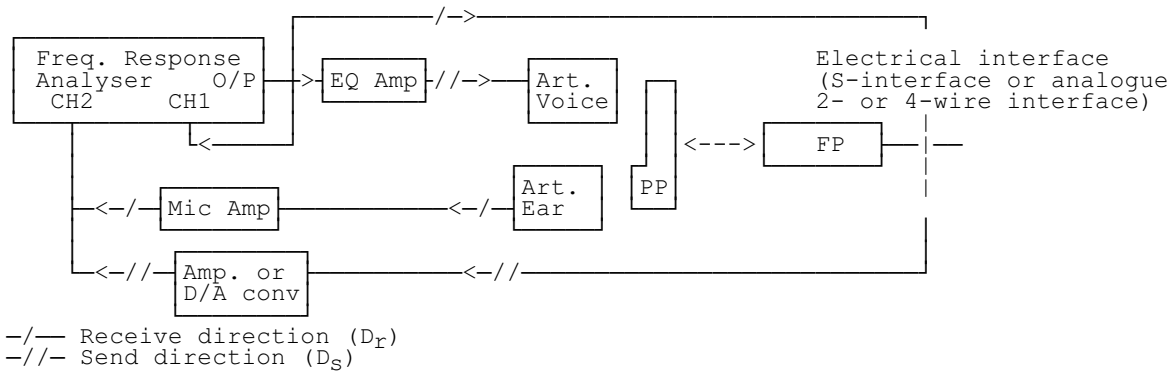 —/—>
Freq. Response
Analyser O/P
CH2 CH1
EQ Amp
—//—>
Art.
Voice
Electrical interface
(S-interface or analogue
2- or 4-wire interface)
<---> 
FP
PP
Art.
Ear
<—/—
Mic Amp
<—/—
<—//—
Amp. or
D/A conv
<—//
—/—— Receive direction (Dr)
—//— Send direction (Ds)